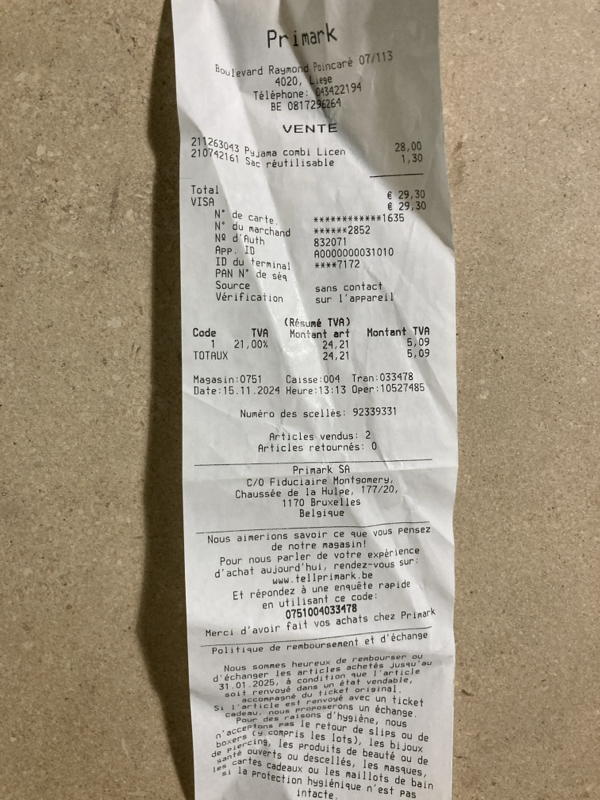 Primark
Boulevard Raymond Poincaré 07/113
4020, Liege
Téléphone: 043422194
BE 0817296264
VENTE
211263043 Pyjama combi Licen 28,00
210742161 Sac réutilisable 1,30
Total € 29,30
VISA € 29,30
N° de carte. ************1635
N° du marchand ******2852
Nº d'Auth 832071
App. ID A0000000031010
ID du terminal ****7172
PAN N° de séq
Source sans contact
Vérification sur l'appareil
(Résumé TVA)
Code TVA Montant art Montant TVA
1 21,00% 24,21 5,09
TOTAUX 24,21 5,09
Magasin:0751 Caisse:004 Tran:033478
Date:15.11.2024 Heure:13:13 Oper:10527485
Numéro des scellés: 92339331
Articles vendus: 2
Articles retournés: 0
Primark SA
C/O Fiduciaire Montgomery,
Chaussée de la Hulpe, 177/20,
1170 Bruxelles
Belgique
Nous aimerions savoir ce que vous pensez
de notre magasin!
Pour nous parler de votre expérience
d'achat aujourd'hui, rendez-vous sur:
www.tellprimark.be
Et répondez à une enquête rapide
en utilisant ce code:
0751004033478
Merci d'avoir fait vos achats chez Primark
Politique de remboursement et d'échange
Nous sommes heureux de rembourser ou
d'échanger les articles achetés jusqu'au
31.01.2025, à condition que l'article
soit renvoyé dans un état vendable,
accompagné du ticket original.
Si l'article est renvoyé avec un ticket
cadeau, nous proposerons un échange.
Pour des raisons d'hygiène, nous
n'acceptons pas le retour de slips ou de
boxers (y compris les lots), les bijoux
de piercing, les produits de beauté ou de
santé ouverts ou descellés, les masques,
les cartes cadeaux ou les maillots de bain
si la protection hygiénique n'est pas
intacte.